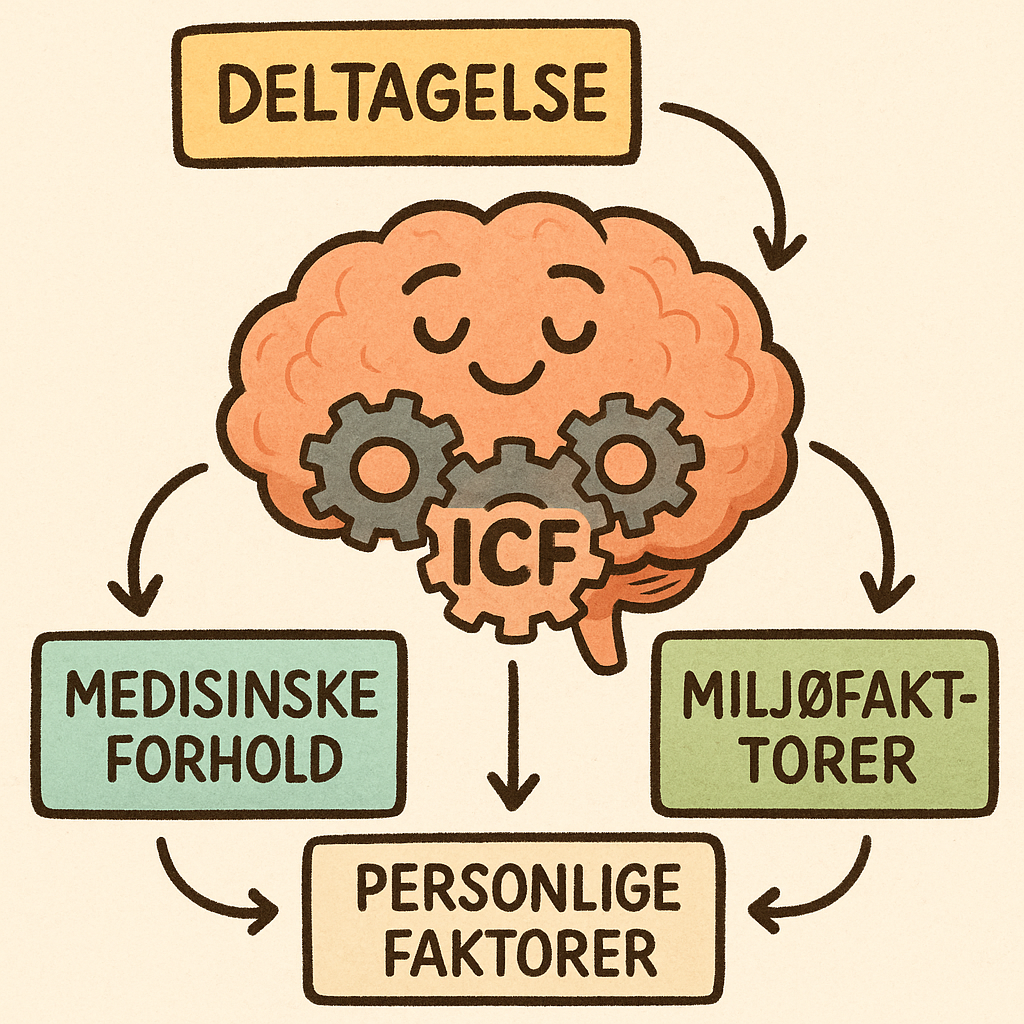 DELTAGELSE
ICF
MEDISINSKE
FORHOLD
MILJØFAKT-
TORER
PERSONLIGE
FAKTORER